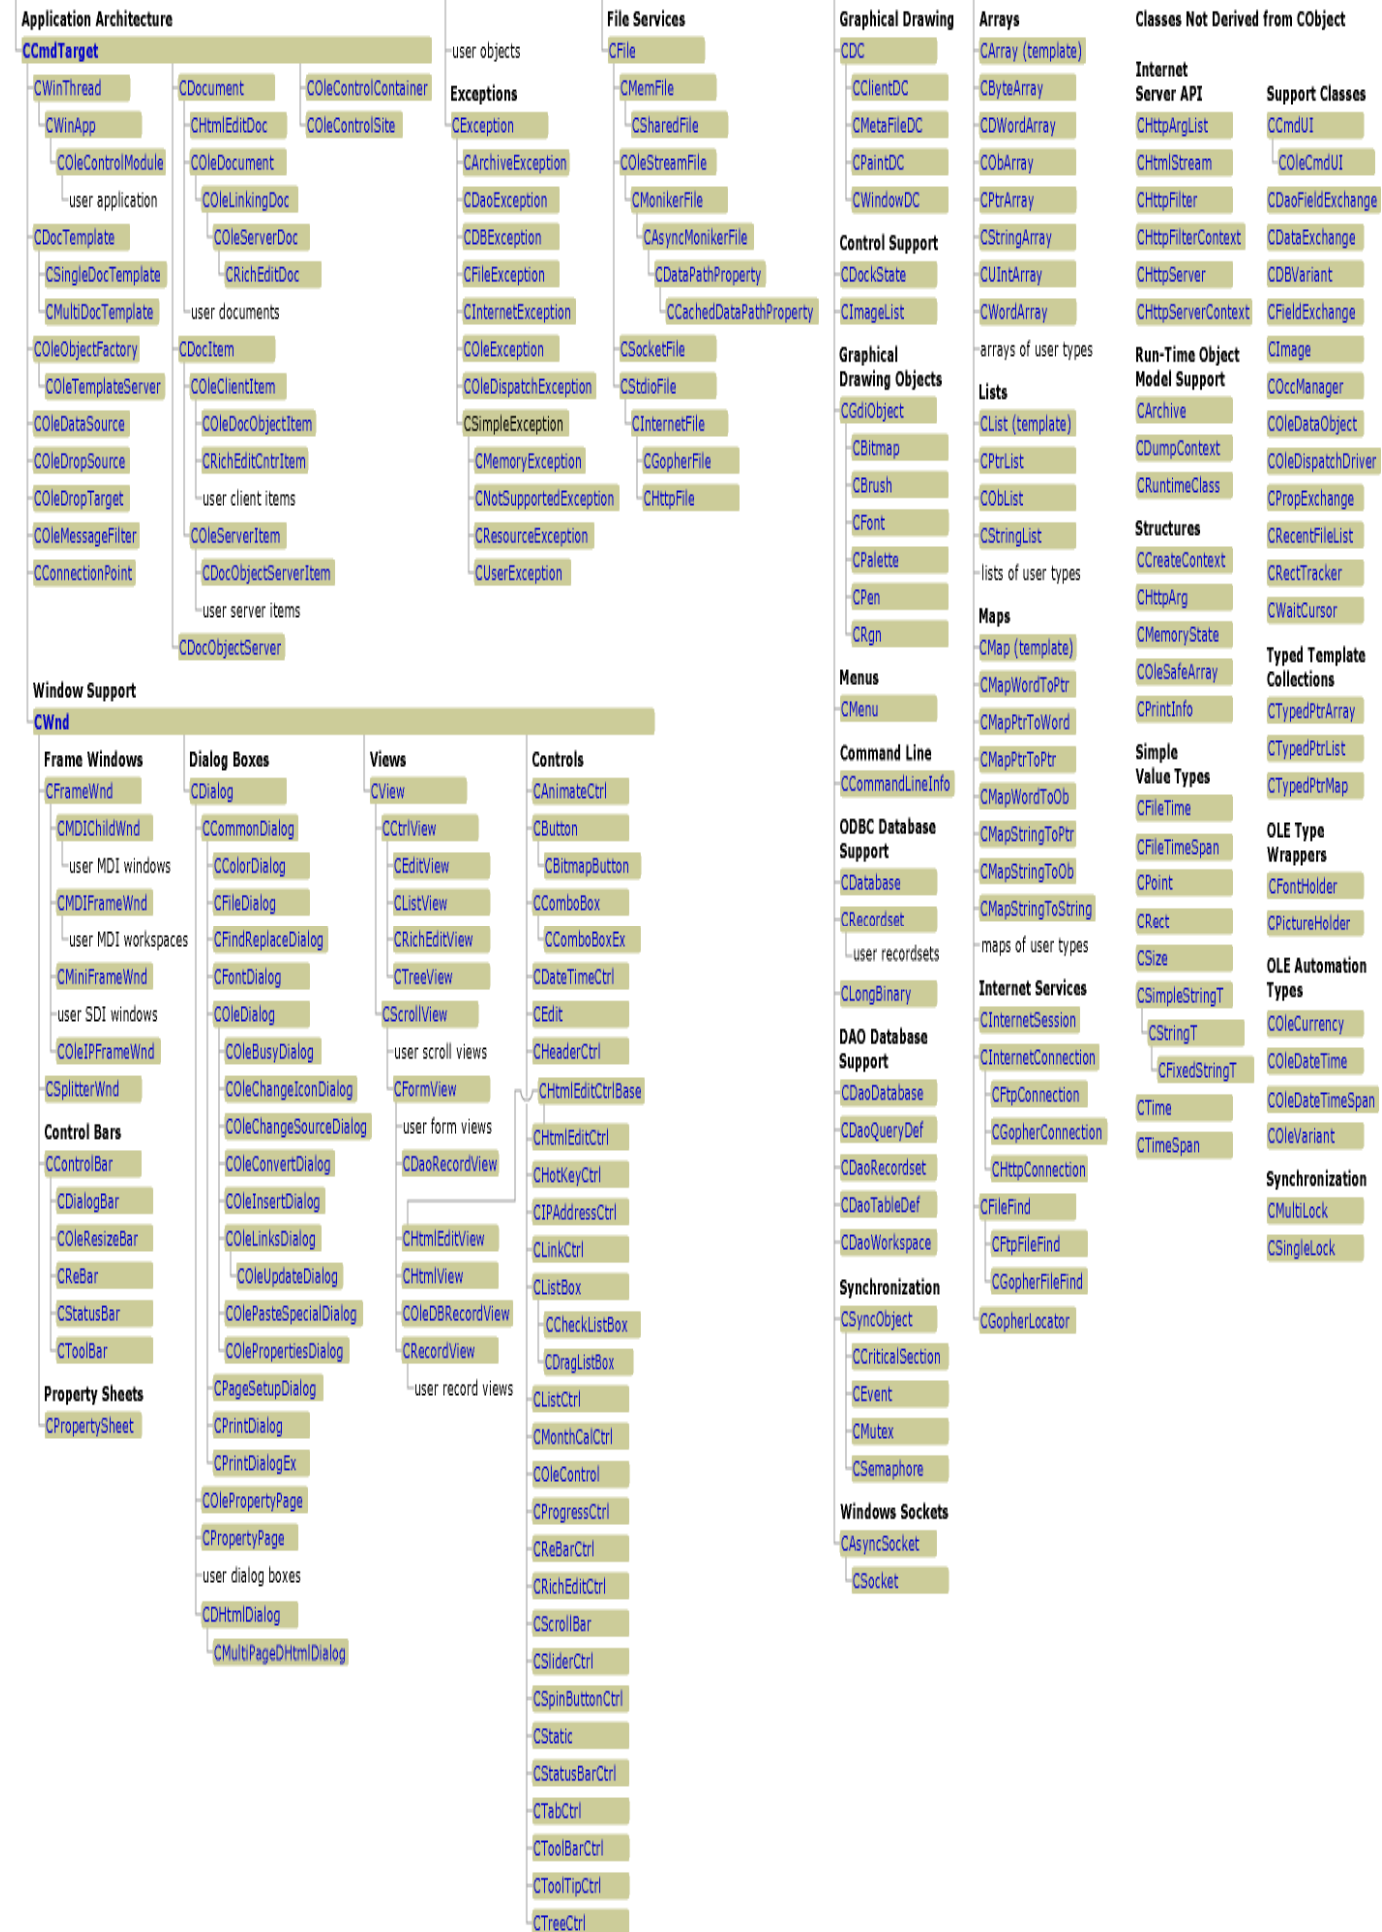 Application Architecture
CCmdTarget
CWinThread
CWinApp
COleControlModule
user application
CDocTemplate
CSingleDocTemplate
CMultiDocTemplate
COleObjectFactory
COleTemplateServer
COleDataSource
COleDropSource
COleDropTarget
COleMessageFilter
CConnectionPoint
CDocument
CHtmlEditDoc
COleDocument
COleLinkingDoc
COleServerDoc
CRichEditDoc
user documents
CDocItem
COleClientItem
COleDocObjectItem
CRichEditCntrItem
user client items
COleServerItem
CDocObjectServerItem
user server items
CDocObjectServer
COleControlContainer
COleControlSite
user objects
Exceptions
CException
CArchiveException
CDaoException
CDBException
CFileException
CInternetException
COleException
COleDispatchException
CSimpleException
CMemoryException
CNotSupportedException
CResourceException
CUserException
File Services
CFile
CMemFile
CSharedFile
COleStreamFile
CMonikerFile
CAsyncMonikerFile
CDataPathProperty
CCachedDataPathProperty
CSocketFile
CStdioFile
CInternetFile
CGopherFile
CHttpFile
Window Support
CWnd
Frame Windows
CFrameWnd
CMDIChildWnd
user MDI windows
CMDIFrameWnd
user MDI workspaces
CMiniFrameWnd
user SDI windows
COleIPFrameWnd
CSplitterWnd
Control Bars
CControlBar
CDialogBar
COleResizeBar
CReBar
CStatusBar
CToolBar
Property Sheets
CPropertySheet
Dialog Boxes
CDialog
CCommonDialog
CColorDialog
CFileDialog
CFindReplaceDialog
CFontDialog
COleDialog
COleBusyDialog
COleChangeIconDialog
COleChangeSourceDialog
COleConvertDialog
COleInsertDialog
COleLinksDialog
COleUpdateDialog
COlePasteSpecialDialog
COlePropertiesDialog
CPageSetupDialog
CPrintDialog
CPrintDialogEx
COlePropertyPage
CPropertyPage
user dialog boxes
CDHtmlDialog
CMultiPageDHtmlDialog
Views
CView
CCtrlView
CEditView
CListView
CRichEditView
CTreeView
CScrollView
user scroll views
CFormView
user form views
CDaoRecordView
CHtmlEditView
CHtmlView
COleDBRecordView
CRecordView
user record views
Controls
CAnimateCtrl
CButton
CBitmapButton
CComboBox
CComboBoxEx
CDateTimeCtrl
CEdit
CHeaderCtrl
CHtmlEditCtrlBase
CHtmlEditCtrl
CHotKeyCtrl
CIPAddressCtrl
CLinkCtrl
CListBox
CCheckListBox
CDragListBox
CListCtrl
CMonthCalCtrl
COleControl
CProgressCtrl
CReBarCtrl
CRichEditCtrl
CScrollBar
CSliderCtrl
CSpinButtonCtrl
CStatic
CStatusBarCtrl
CTabCtrl
CToolBarCtrl
CToolTipCtrl
CTreeCtrl
Graphical Drawing
CDC
CClientDC
CMetaFileDC
CPaintDC
CWindowDC
Control Support
CDockState
CImageList
Graphical
Drawing Objects
CGdiObject
CBitmap
CBrush
CFont
CPalette
CPen
CRgn
Menus
CMenu
Command Line
CCommandLineInfo
ODBC Database
Support
CDatabase
CRecordset
user recordsets
CLongBinary
DAO Database
Support
CDaoDatabase
CDaoQueryDef
CDaoRecordset
CDaoTableDef
CDaoWorkspace
Synchronization
CSyncObject
CCriticalSection
CEvent
CMutex
CSemaphore
Windows Sockets
CAsyncSocket
CSocket
Arrays
CArray (template)
CByteArray
CDWordArray
CObArray
CPtrArray
CStringArray
CUIntArray
CWordArray
arrays of user types
Lists
CList (template)
CPtrList
CObList
CStringList
lists of user types
Maps
CMap (template)
CMapWordToPtr
CMapPtrToWord
CMapPtrToPtr
CMapWordToOb
CMapStringToPtr
CMapStringToOb
CMapStringToString
maps of user types
Internet Services
CInternetSession
CInternetConnection
CFtpConnection
CGopherConnection
CHttpConnection
CFileFind
CFtpFileFind
CGopherFileFind
CGopherLocator
Classes Not Derived from CObject
Internet
Server API
CHttpArgList
CHtmlStream
CHttpFilter
CHttpFilterContext
CHttpServer
CHttpServerContext
Run-Time Object
Model Support
CArchive
CDumpContext
CRuntimeClass
Structures
CCreateContext
CHttpArg
CMemoryState
COleSafeArray
CPrintInfo
Simple
Value Types
CFileTime
CFileTimeSpan
CPoint
CRect
CSize
CSimpleStringT
CStringT
CFixedStringT
CTime
CTimeSpan
Support Classes
CCmdUI
COleCmdUI
CDaoFieldExchange
CDataExchange
CDBVariant
CFieldExchange
CImage
COccManager
COleDataObject
COleDispatchDriver
CPropExchange
CRecentFileList
CRectTracker
CWaitCursor
Typed Template
Collections
CTypedPtrArray
CTypedPtrList
CTypedPtrMap
OLE Type
Wrappers
CFontHolder
CPictureHolder
OLE Automation
Types
COleCurrency
COleDateTime
COleDateTimeSpan
COleVariant
Synchronization
CMultiLock
CSingleLock